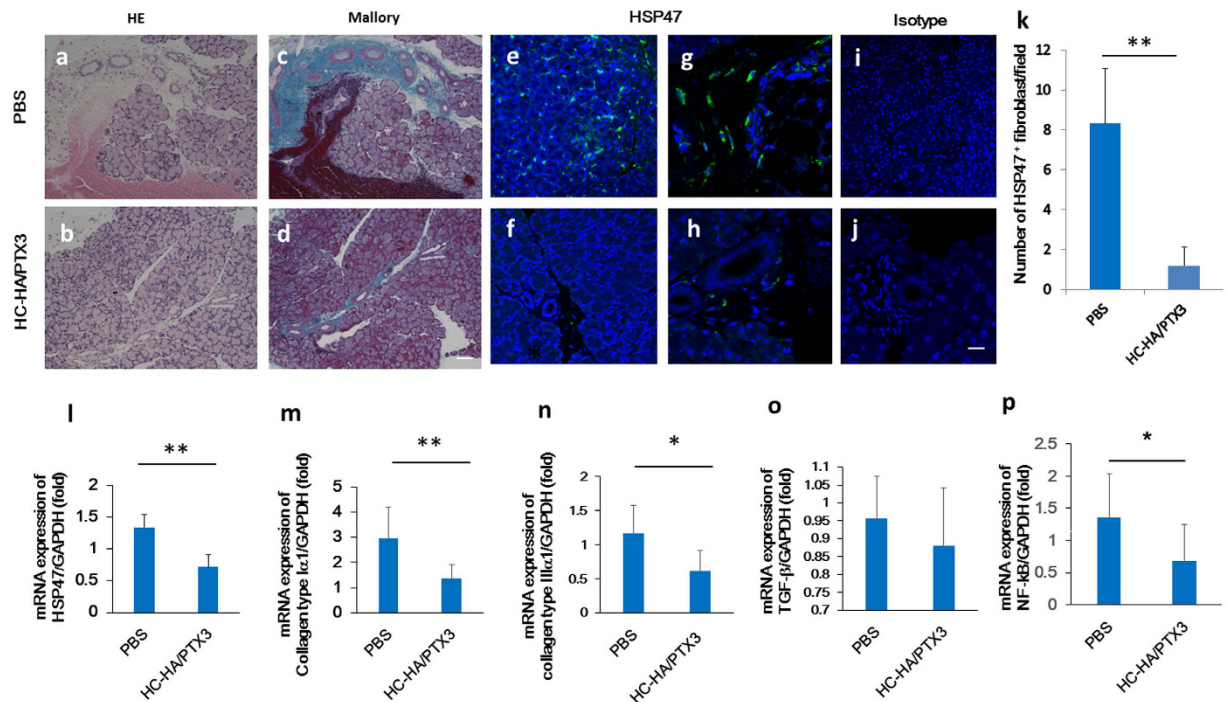 HE
Mallory
HSP47
Isotype
PBS
HC-HA/PTX3
a
c
e
g
i
b
d
f
h
j
k
Number of HSP47⁺ fibroblast/field
12
10
8
6
4
2
0
**
PBS
HC-HA/PTX3
l
mRNA expression of
HSP47/GAPDH (fold)
2
1.5
1
0.5
0
**
PBS
HC-HA/PTX3
m
mRNA expression of
Collagen type Iα1/GAPDH (fold)
5
4
3
2
1
0
**
PBS
HC-HA/PTX3
n
mRNA expression of
collagen type IIIα1/GAPDH (fold)
2
1.5
1
0.5
0
*
PBS
HC-HA/PTX3
o
mRNA expression of
TGF-β/GAPDH (fold)
1.1
1.05
1
0.95
0.9
0.85
0.8
0.75
0.7
PBS
HC-HA/PTX3
p
mRNA expression of
NF-kB/GAPDH (fold)
2.5
2
1.5
1
0.5
0
*
PBS
HC-HA/PTX3